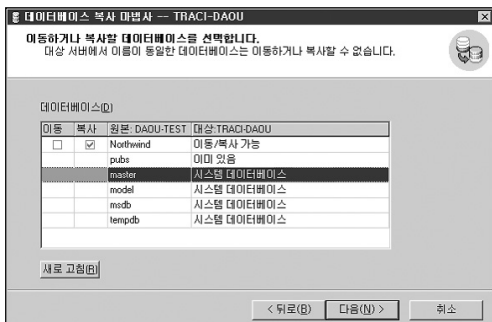 데이터베이스 복사 마법사 -- TRACI-DAOU
이동하거나 복사할 데이터베이스를 선택합니다.
대상 서버에서 이름이 동일한 데이터베이스는 이동하거나 복사할 수 없습니다.
데이터베이스(D)
이동 복사 원본: DAOU-TEST 대상:TRACI-DAOU
Northwind 이동/복사 가능
pubs 이미 있음
master 시스템 데이터베이스
model 시스템 데이터베이스
msdb 시스템 데이터베이스
tempdb 시스템 데이터베이스
새로 고침(R)
< 뒤로(B) 다음(N) > 취소